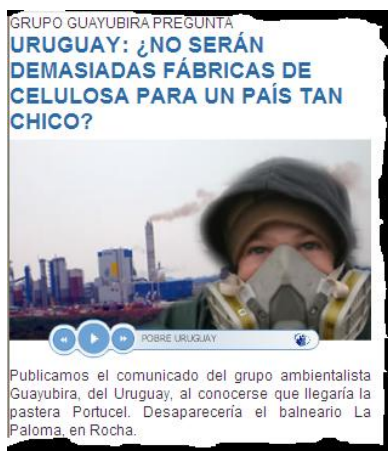 GRUPO GUAYUBIRA PREGUNTA
URUGUAY: ¿NO SERÁN
DEMASIADAS FÁBRICAS DE
CELULOSA PARA UN PAÍS TAN
CHICO?
POBRE URUGUAY
Publicamos el comunicado del grupo ambientalista
Guayubira, del Uruguay, al conocerse que llegaría la
pastera Portucel. Desaparecería el balneario La
Paloma, en Rocha.